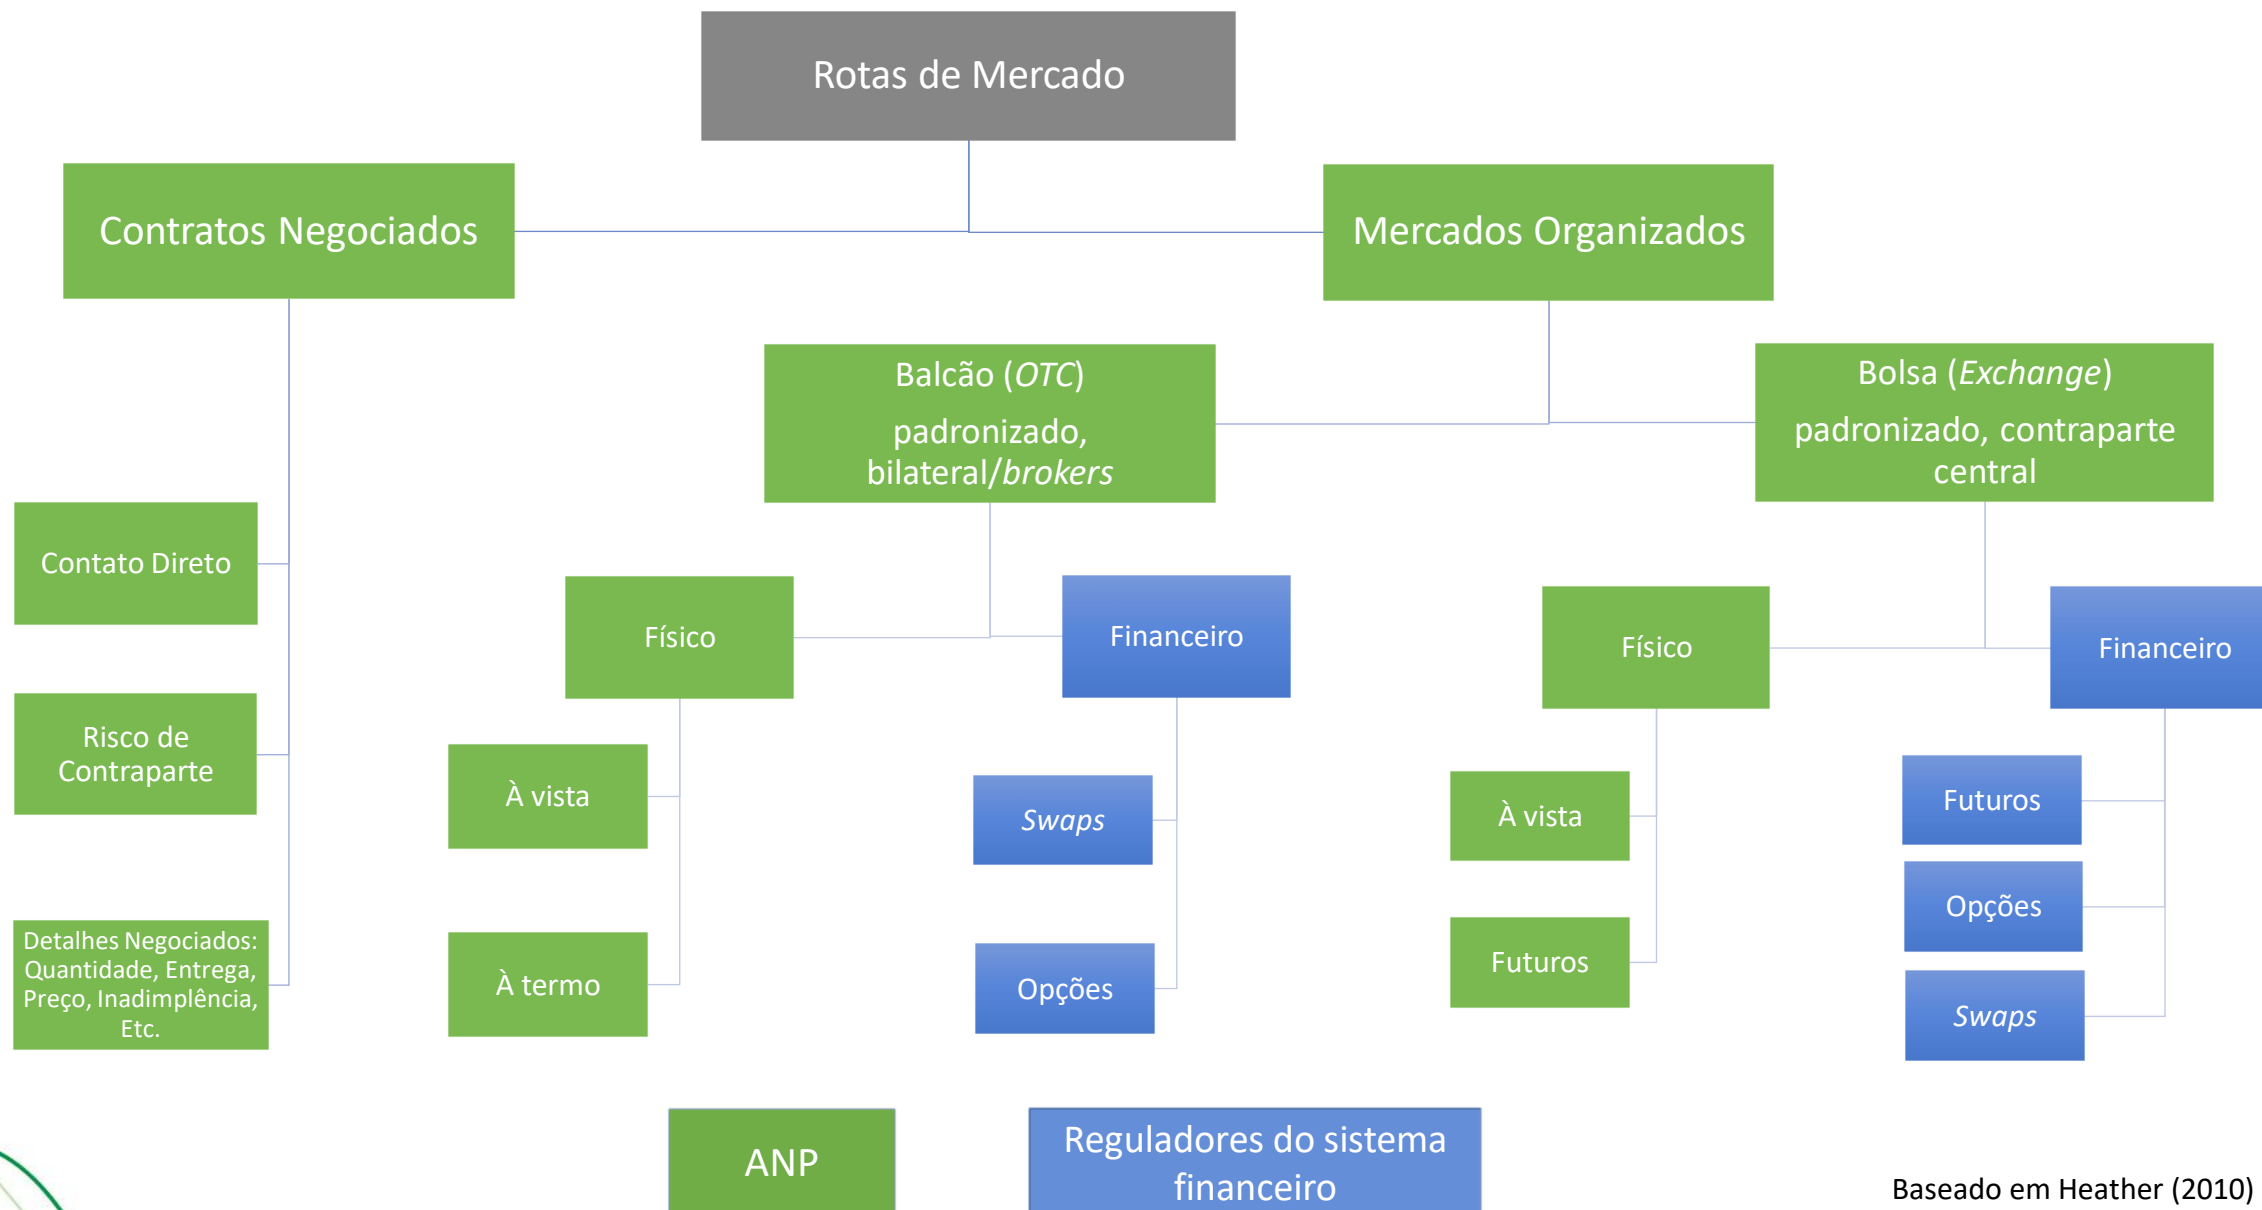 Rotas de Mercado
Contratos Negociados
Mercados Organizados
Balcão (OTC)
padronizado,
bilateral/brokers
Bolsa (Exchange)
padronizado, contraparte
central
Contato Direto
Risco de
Contraparte
Detalhes Negociados:
Quantidade, Entrega,
Preço, Inadimplência,
Etc.
Físico
Financeiro
À vista
À termo
Swaps
Opções
Físico
Financeiro
À vista
Futuros
Futuros
Opções
Swaps
ANP
Reguladores do sistema
financeiro
Baseado em Heather (2010)